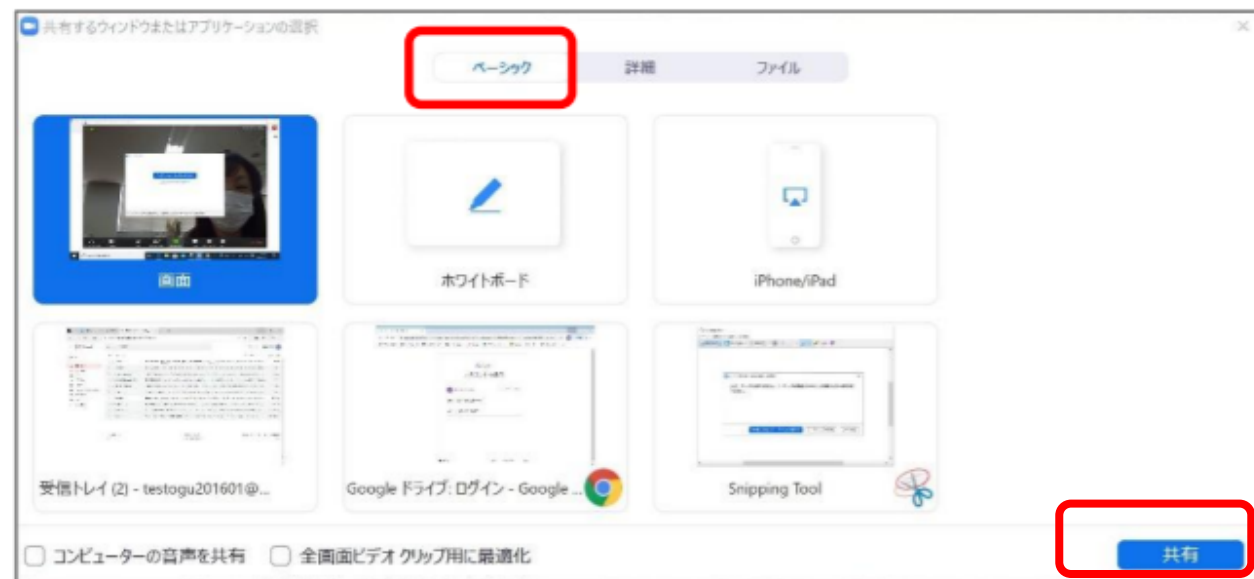 共有するウィンドウまたはアプリケーションの選択
ベーシック
詳細
ファイル
画面
ホワイトボード
iPhone/iPad
受信トレイ (2) - testogu201601@...
Google ドライブ: ログイン - Google ...
Snipping Tool
コンピューターの音声を共有
全画面ビデオ クリップ用に最適化
共有